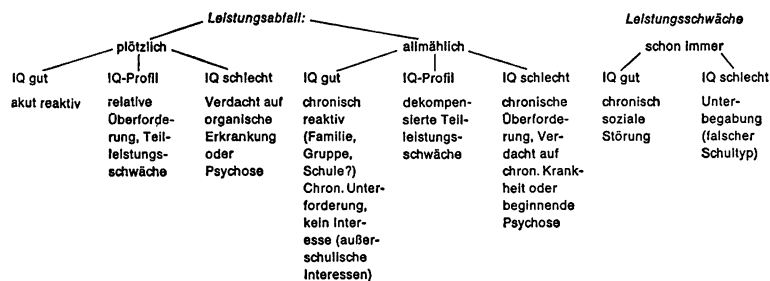 Leistungsabfall:
Leistungsschwäche
plötzlich
allmählich
schon immer
IQ gut
akut reaktiv
IQ-Profil
relative
Überforde-
rung, Teil-
leistungs-
schwäche
IQ schlecht
Verdacht auf
organische
Erkrankung
oder
Psychose
IQ gut
chronisch
reaktiv
(Familie,
Gruppe,
Schule?)
Chron. Unter-
forderung,
kein Inter-
esse (außer-
schulische
Interessen)
IQ-Profil
dekompen-
sierte Teil-
leistungs-
schwäche
IQ schlecht
chronische
Überforde-
rung, Ver-
dacht auf
chron. Krank-
heit oder
beginnende
Psychose
IQ gut
chronisch
soziale
Störung
IQ schlecht
Unter-
begabung
(falscher
Schultyp)